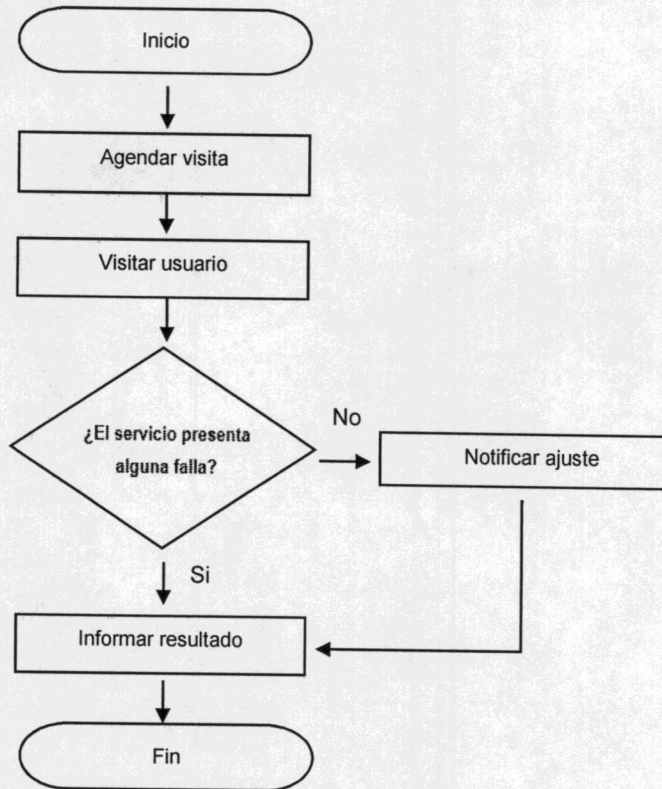 Inicio
Agendar visita
Visitar usuario
¿El servicio presenta
alguna falla?
No
Notificar ajuste
Si
Informar resultado
Fin